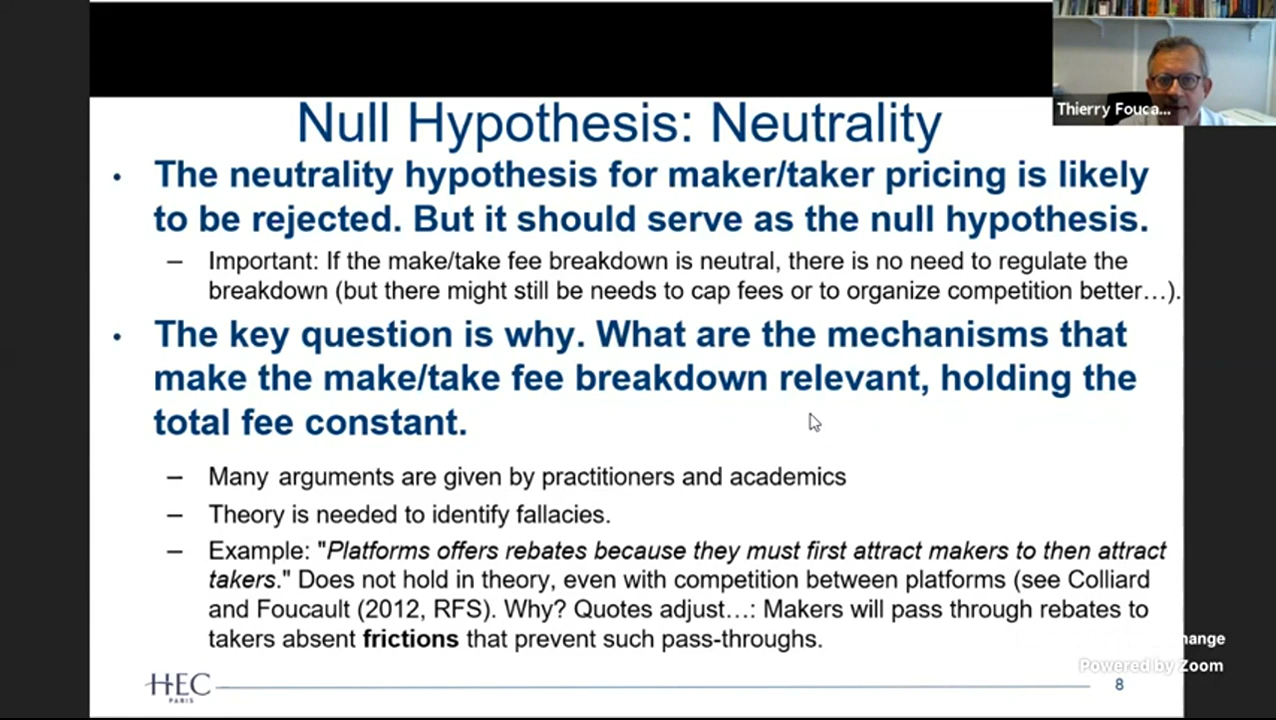 Thierry Fouca...
Null Hypothesis: Neutrality
• The neutrality hypothesis for maker/taker pricing is likely
to be rejected. But it should serve as the null hypothesis.
– Important: If the make/take fee breakdown is neutral, there is no need to regulate the
breakdown (but there might still be needs to cap fees or to organize competition better…).
• The key question is why. What are the mechanisms that
make the make/take fee breakdown relevant, holding the
total fee constant.
– Many arguments are given by practitioners and academics
– Theory is needed to identify fallacies.
– Example: "Platforms offers rebates because they must first attract makers to then attract
takers." Does not hold in theory, even with competition between platforms (see Colliard
and Foucault (2012, RFS). Why? Quotes adjust…: Makers will pass through rebates to
takers absent frictions that prevent such pass-throughs.
Powered by Zoom
HEC
PARIS
8